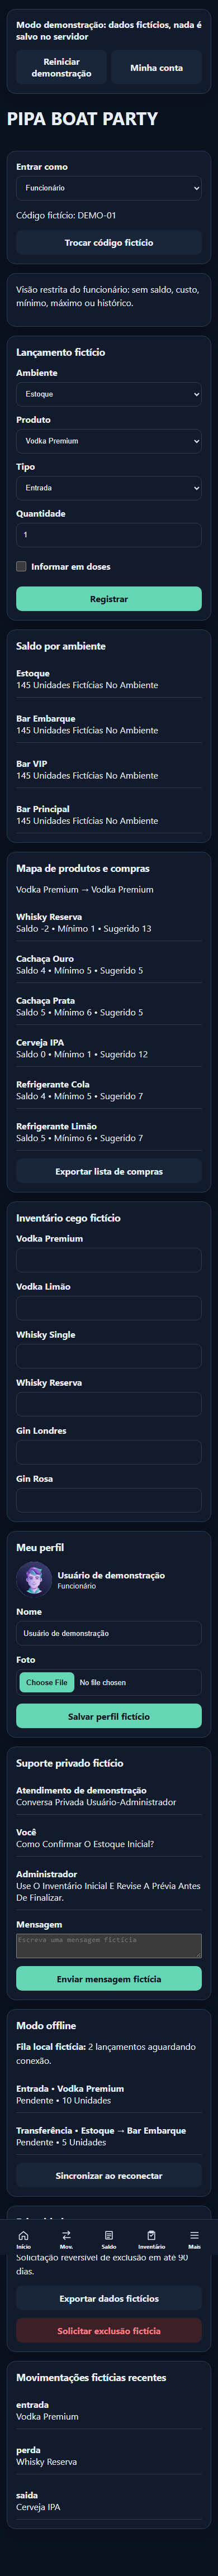 Modo demonstração: dados fictícios, nada é
salvo no servidor
Reiniciar
demonstração
Minha conta
PIPA BOAT PARTY
Entrar como
Funcionário
Código fictício: DEMO-01
Trocar código fictício
Visão restrita do funcionário: sem saldo, custo,
mínimo, máximo ou histórico.
Lançamento fictício
Ambiente
Estoque
Produto
Vodka Premium
Tipo
Entrada
Quantidade
1
Informar em doses
Registrar
Saldo por ambiente
Estoque
145 Unidades Fictícias No Ambiente
Bar Embarque
145 Unidades Fictícias No Ambiente
Bar VIP
145 Unidades Fictícias No Ambiente
Bar Principal
145 Unidades Fictícias No Ambiente
Mapa de produtos e compras
Vodka Premium → Vodka Premium
Whisky Reserva
Saldo -2 • Mínimo 1 • Sugerido 13
Cachaça Ouro
Saldo 4 • Mínimo 5 • Sugerido 5
Cachaça Prata
Saldo 5 • Mínimo 6 • Sugerido 5
Cerveja IPA
Saldo 0 • Mínimo 1 • Sugerido 12
Refrigerante Cola
Saldo 4 • Mínimo 5 • Sugerido 7
Refrigerante Limão
Saldo 5 • Mínimo 6 • Sugerido 7
Exportar lista de compras
Inventário cego fictício
Vodka Premium
Vodka Limão
Whisky Single
Whisky Reserva
Gin Londres
Gin Rosa
Meu perfil
Usuário de demonstração
Funcionário
Nome
Usuário de demonstração
Foto
Choose File No file chosen
Salvar perfil fictício
Suporte privado fictício
Atendimento de demonstração
Conversa Privada Usuário-Administrador
Você
Como Confirmar O Estoque Inicial?
Administrador
Use O Inventário Inicial E Revise A Prévia Antes
De Finalizar.
Mensagem
Escreva uma mensagem fictícia
Enviar mensagem fictícia
Modo offline
Fila local fictícia: 2 lançamentos aguardando
conexão.
Entrada • Vodka Premium
Pendente • 10 Unidades
Transferência • Estoque → Bar Embarque
Pendente • 5 Unidades
Sincronizar ao reconectar
Início
Mov.
Saldo
Inventário
Mais
Solicitação reversível de exclusão em até 90
dias.
Exportar dados fictícios
Solicitar exclusão fictícia
Movimentações fictícias recentes
entrada
Vodka Premium
perda
Whisky Reserva
saida
Cerveja IPA